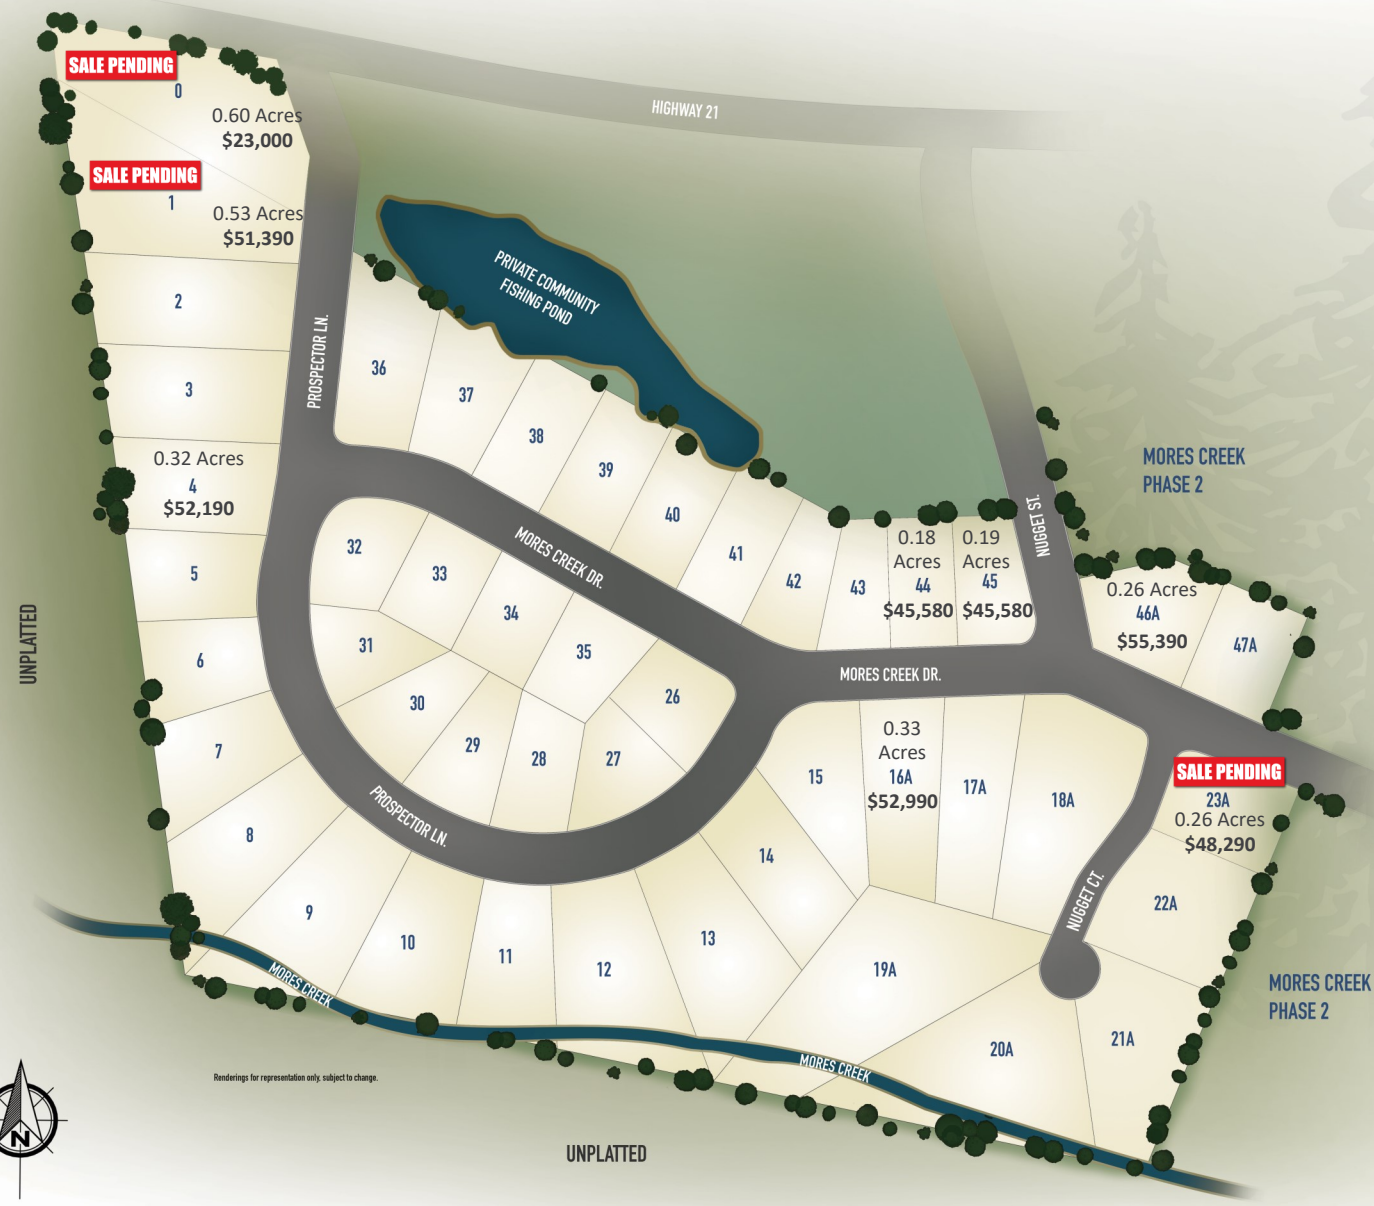 HIGHWAY 21
SALE PENDING
0
0.60 Acres
$23,000
SALE PENDING
1
0.53 Acres
$51,390
2
3
0.32 Acres
4
$52,190
5
6
7
8
9
10
11
12
13
14
15
0.33
Acres
16A
$52,990
17A
18A
19A
20A
21A
22A
SALE PENDING
23A
0.26 Acres
$48,290
26
27
28
29
30
31
32
33
34
35
36
37
38
39
40
41
42
43
0.18
Acres
44
$45,580
0.19
Acres
45
$45,580
0.26 Acres
46A
$55,390
47A
PRIVATE COMMUNITY
FISHING POND
PROSPECTOR LN.
MORES CREEK DR.
MORES CREEK DR.
NUGGET ST.
PROSPECTOR LN.
NUGGET CT.
MORES CREEK
PHASE 2
MORES CREEK
PHASE 2
MORES CREEK
MORES CREEK
UNPLATTED
UNPLATTED
Renderings for representation only, subject to change.
N